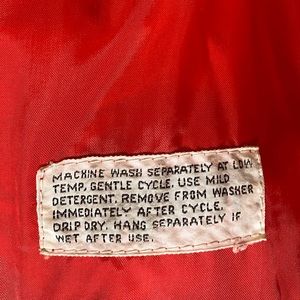 MACHINE WASH SEPARATELY AT LOW
TEMP, GENTLE CYCLE. USE MILD
DETERGENT. REMOVE FROM WASHER
IMMEDIATELY AFTER CYCLE.
DRIP DRY. HANG SEPARATELY IF
WET AFTER USE.